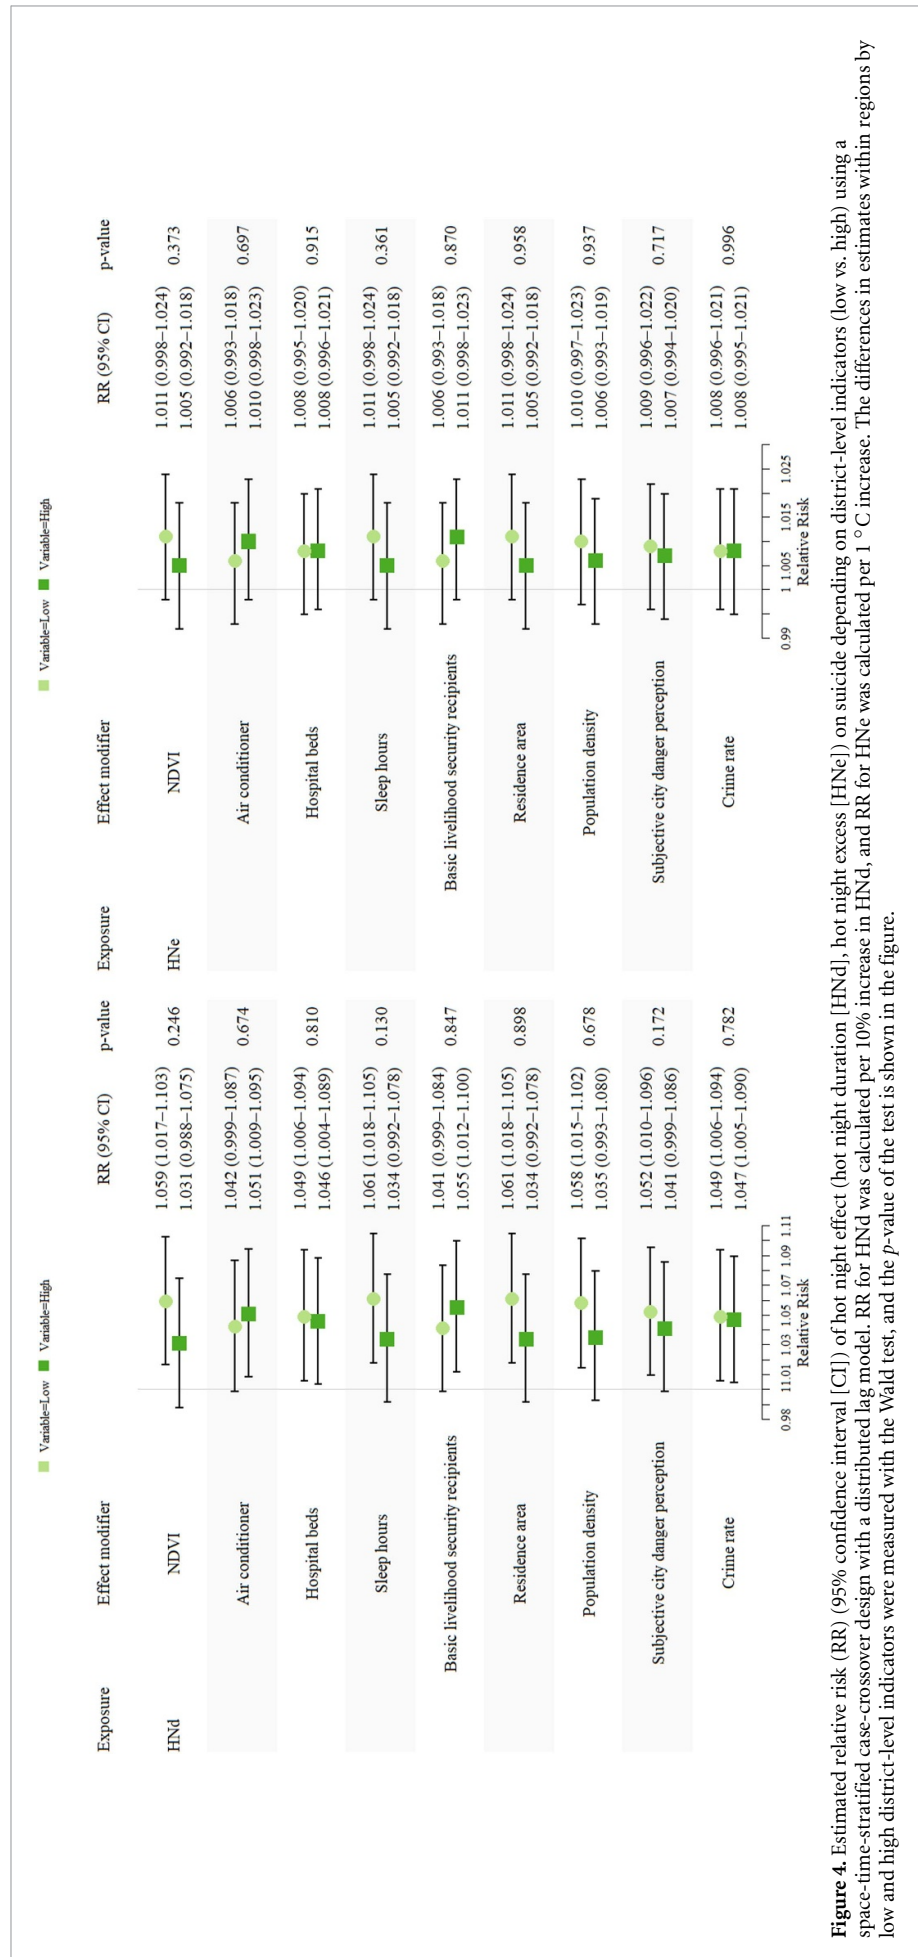 Variable=Low Variable=High
Exposure Effect modifier RR (95% CI) p-value
HNd NDVI 1.059 (1.017–1.103) 0.246
1.031 (0.988–1.075)
Air conditioner 1.042 (0.999–1.087) 0.674
1.051 (1.009–1.095)
Hospital beds 1.049 (1.006–1.094) 0.810
1.046 (1.004–1.089)
Sleep hours 1.061 (1.018–1.105) 0.130
1.034 (0.992–1.078)
Basic livelihood security recipients 1.041 (0.999–1.084) 0.847
1.055 (1.012–1.100)
Residence area 1.061 (1.018–1.105) 0.898
1.034 (0.992–1.078)
Population density 1.058 (1.015–1.102) 0.678
1.035 (0.993–1.080)
Subjective city danger perception 1.052 (1.010–1.096) 0.172
1.041 (0.999–1.086)
Crime rate 1.049 (1.006–1.094) 0.782
1.047 (1.005–1.090)
0.98 1 1.01 1.03 1.05 1.07 1.09 1.11
Relative Risk
Variable=Low Variable=High
Exposure Effect modifier RR (95% CI) p-value
HNe NDVI 1.011 (0.998–1.024) 0.373
1.005 (0.992–1.018)
Air conditioner 1.006 (0.993–1.018) 0.697
1.010 (0.998–1.023)
Hospital beds 1.008 (0.995–1.020) 0.915
1.008 (0.996–1.021)
Sleep hours 1.011 (0.998–1.024) 0.361
1.005 (0.992–1.018)
Basic livelihood security recipients 1.006 (0.993–1.018) 0.870
1.011 (0.998–1.023)
Residence area 1.011 (0.998–1.024) 0.958
1.005 (0.992–1.018)
Population density 1.010 (0.997–1.023) 0.937
1.006 (0.993–1.019)
Subjective city danger perception 1.009 (0.996–1.022) 0.717
1.007 (0.994–1.020)
Crime rate 1.008 (0.996–1.021) 0.996
1.008 (0.995–1.021)
0.99 1 1.005 1.015 1.025
Relative Risk
Figure 4. Estimated relative risk (RR) (95% confidence interval [CI]) of hot night effect (hot night duration [HNd], hot night excess [HNe]) on suicide depending on district-level indicators (low vs. high) using a
space-time-stratified case-crossover design with a distributed lag model. RR for HNd was calculated per 10% increase in HNd, and RR for HNe was calculated per 1 °C increase. The differences in estimates within regions by
low and high district-level indicators were measured with the Wald test, and the p-value of the test is shown in the figure.